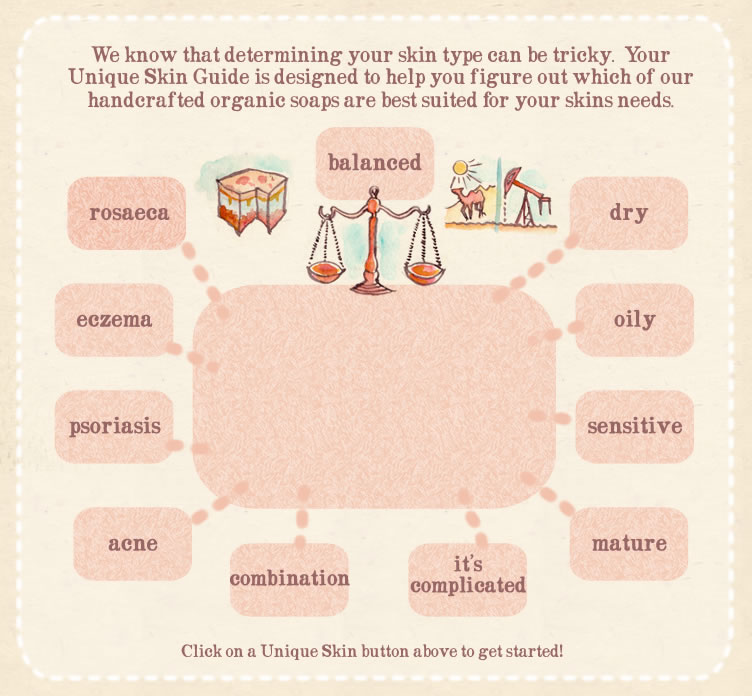 We know that determining your skin type can be tricky. Your
Unique Skin Guide is designed to help you figure out which of our
handcrafted organic soaps are best suited for your skins needs.
balanced
rosaeca
dry
eczema
oily
psoriasis
sensitive
acne
mature
combination
it's
complicated
Click on a Unique Skin button above to get started!